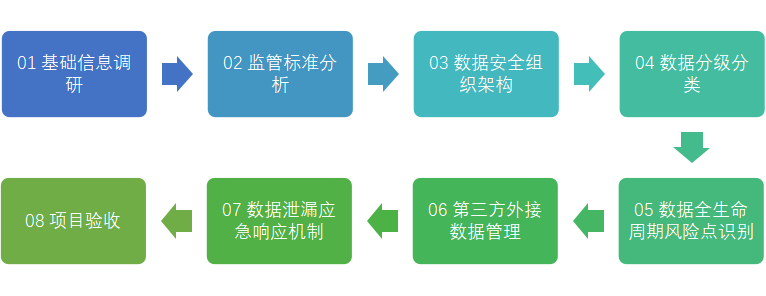 01 基础信息调
研
02 监管标准分
析
03 数据安全组
织架构
04 数据分级分
类
05 数据全生命
周期风险点识别
06 第三方外接
数据管理
07 数据泄漏应
急响应机制
08 项目验收